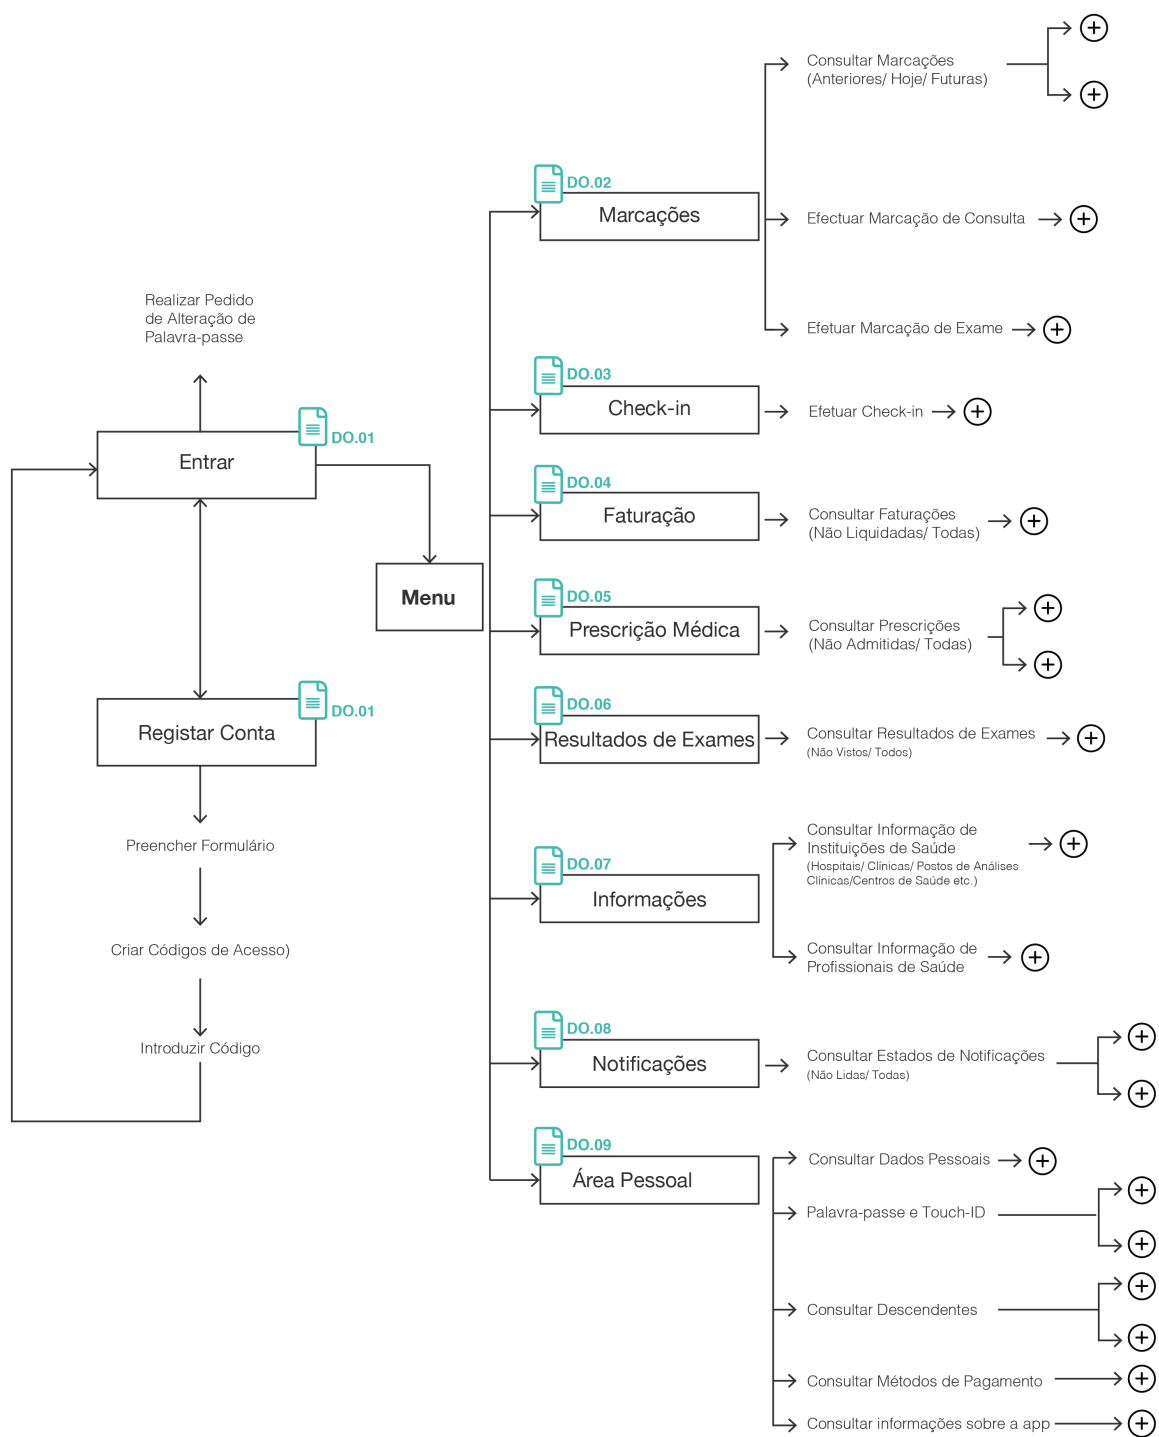 Realizar Pedido
de Alteração de
Palavra-passe
DO.01
Entrar
Menu
DO.01
Registar Conta
Preencher Formulário
Criar Códigos de Acesso)
Introduzir Código
DO.02
Marcações
Consultar Marcações
(Anteriores/ Hoje/ Futuras)
Efectuar Marcação de Consulta
Efetuar Marcação de Exame
DO.03
Check-in
Efetuar Check-in
DO.04
Faturação
Consultar Faturações
(Não Liquidadas/ Todas)
DO.05
Prescrição Médica
Consultar Prescrições
(Não Admitidas/ Todas)
DO.06
Resultados de Exames
Consultar Resultados de Exames
(Não Vistos/ Todos)
DO.07
Informações
Consultar Informação de
Instituições de Saúde
(Hospitais/ Clínicas/ Postos de Análises
Clínicas/Centros de Saúde etc.)
Consultar Informação de
Profissionais de Saúde
DO.08
Notificações
Consultar Estados de Notificações
(Não Lidas/ Todas)
DO.09
Área Pessoal
Consultar Dados Pessoais
Palavra-passe e Touch-ID
Consultar Descendentes
Consultar Métodos de Pagamento
Consultar informações sobre a app